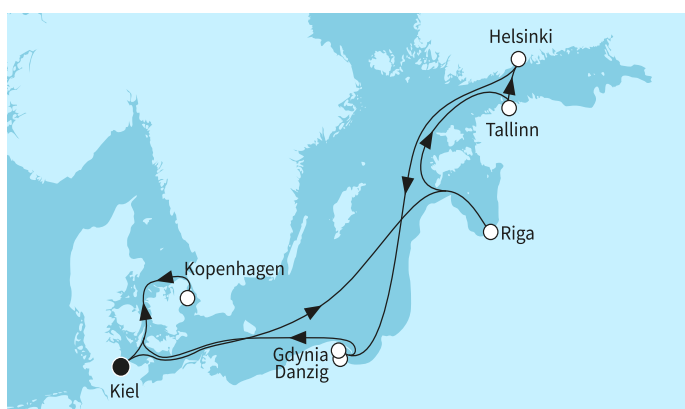 Helsinki
Tallinn
Riga
Kopenhagen
Gdynia
Danzig
Kiel